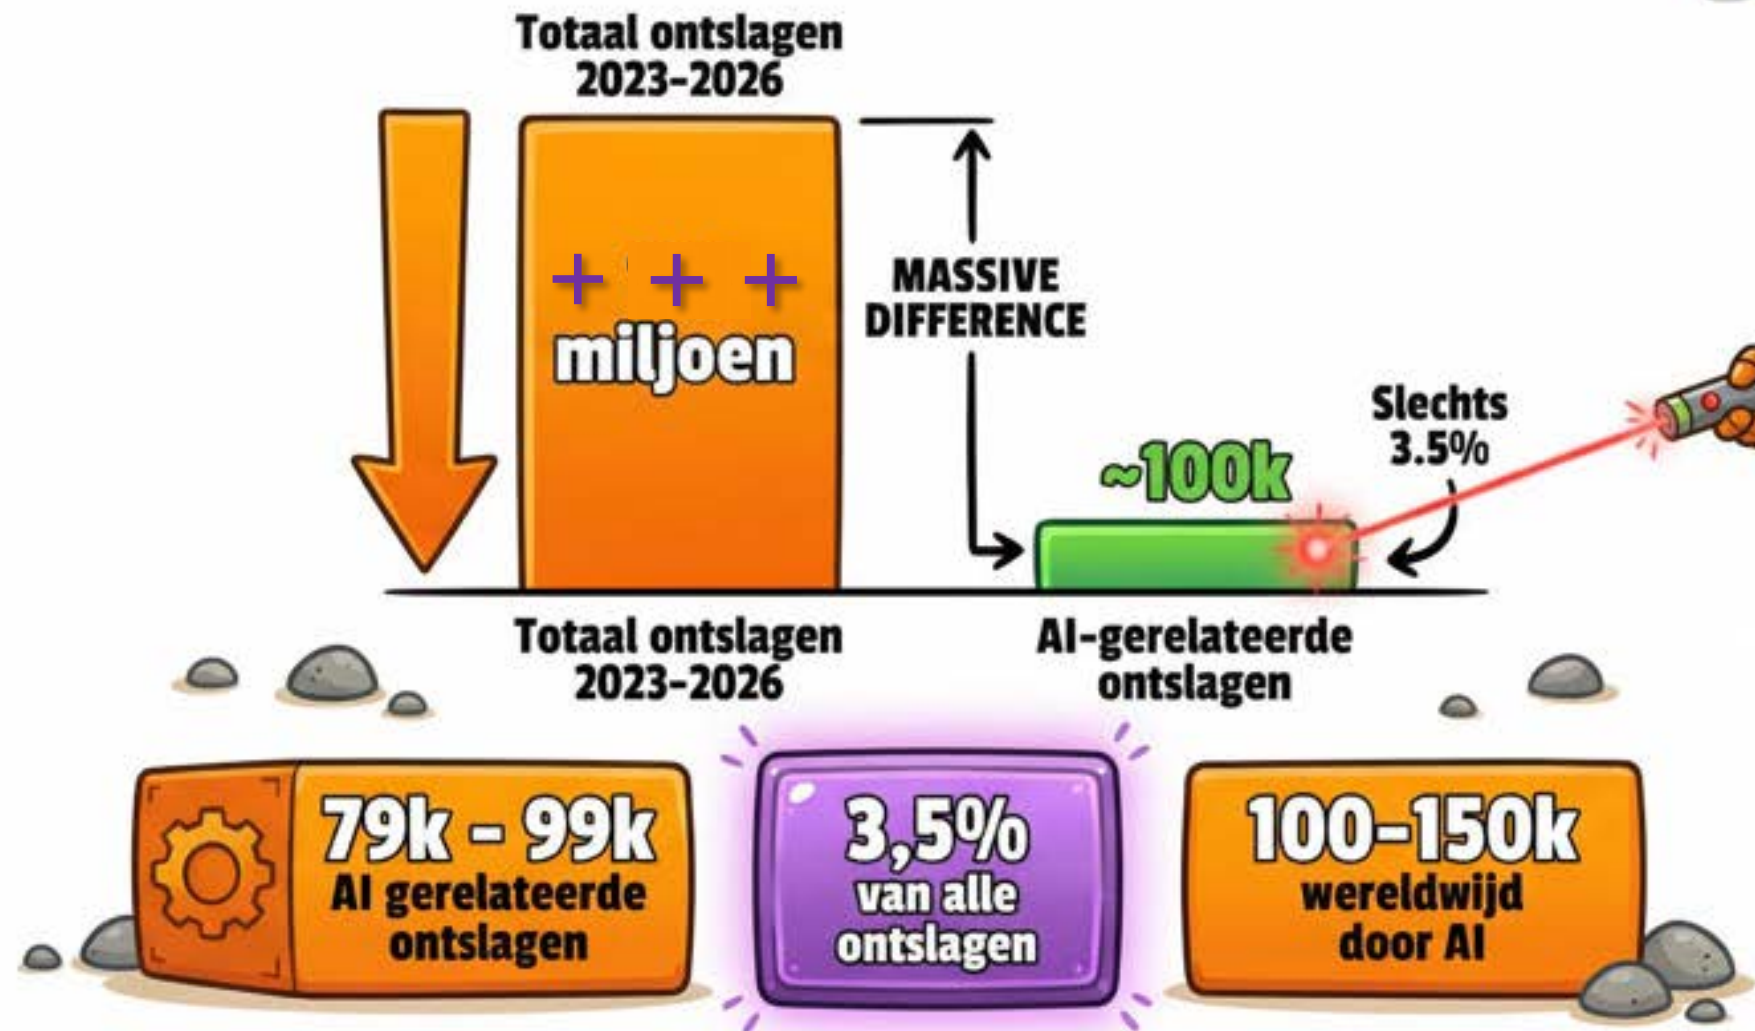 Totaal ontslagen
2023-2026
+ + +
miljoen
MASSIVE
DIFFERENCE
Slechts
3.5%
~100k
Totaal ontslagen
2023-2026
AI-gerelateerde
ontslagen
79k - 99k
AI gerelateerde
ontslagen
3,5%
van alle
ontslagen
100-150k
wereldwijd
door AI